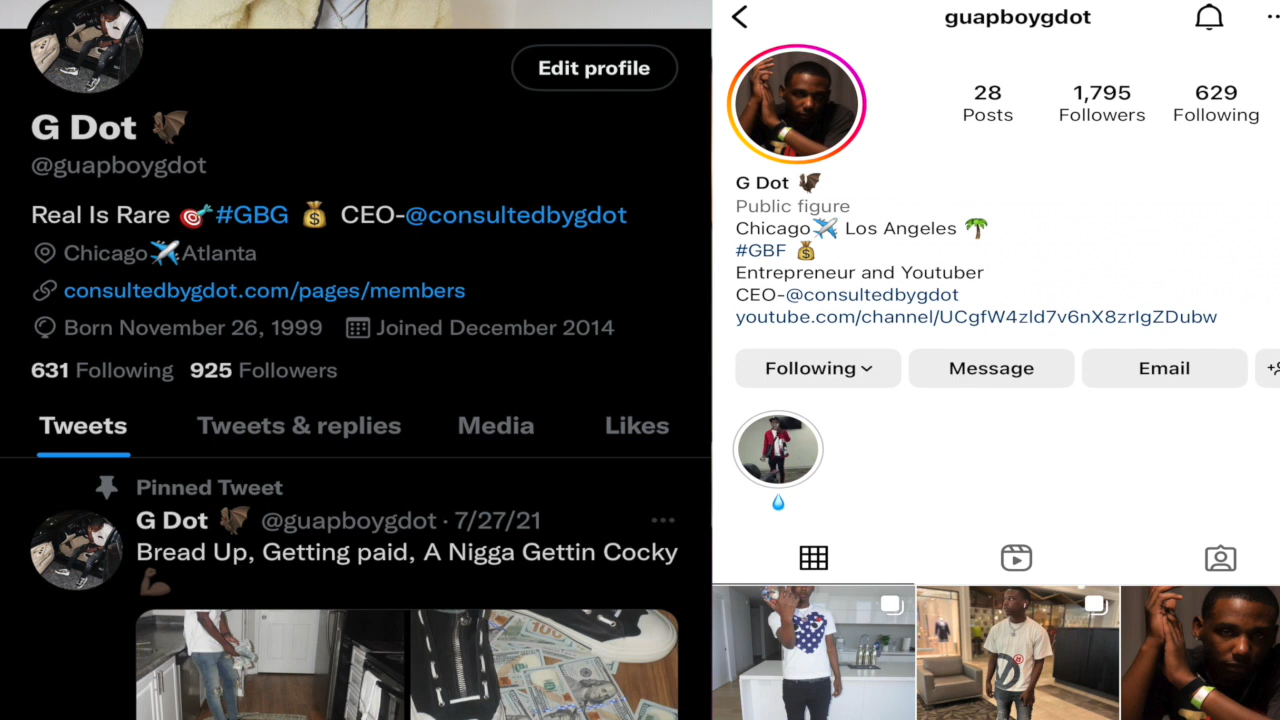 Edit profile
G Dot 🦇
@guapboygdot
Real Is Rare 🎯#GBG 💰 CEO-@consultedbygdot
Chicago✈️Atlanta
consultedbygdot.com/pages/members
Born November 26, 1999 Joined December 2014
631 Following 925 Followers
Tweets Tweets & replies Media Likes
Pinned Tweet
G Dot 🦇 @guapboygdot · 7/27/21 ...
Bread Up, Getting paid, A Nigga Gettin Cocky
💪🏿
guapboygdot
28 1,795 629
Posts Followers Following
G Dot 🦇
Public figure
Chicago✈️ Los Angeles 🌴
#GBF 💰
Entrepreneur and Youtuber
CEO-@consultedbygdot
youtube.com/channel/UCgfW4zld7v6nX8zrIgZDubw
Following Message Email
💧